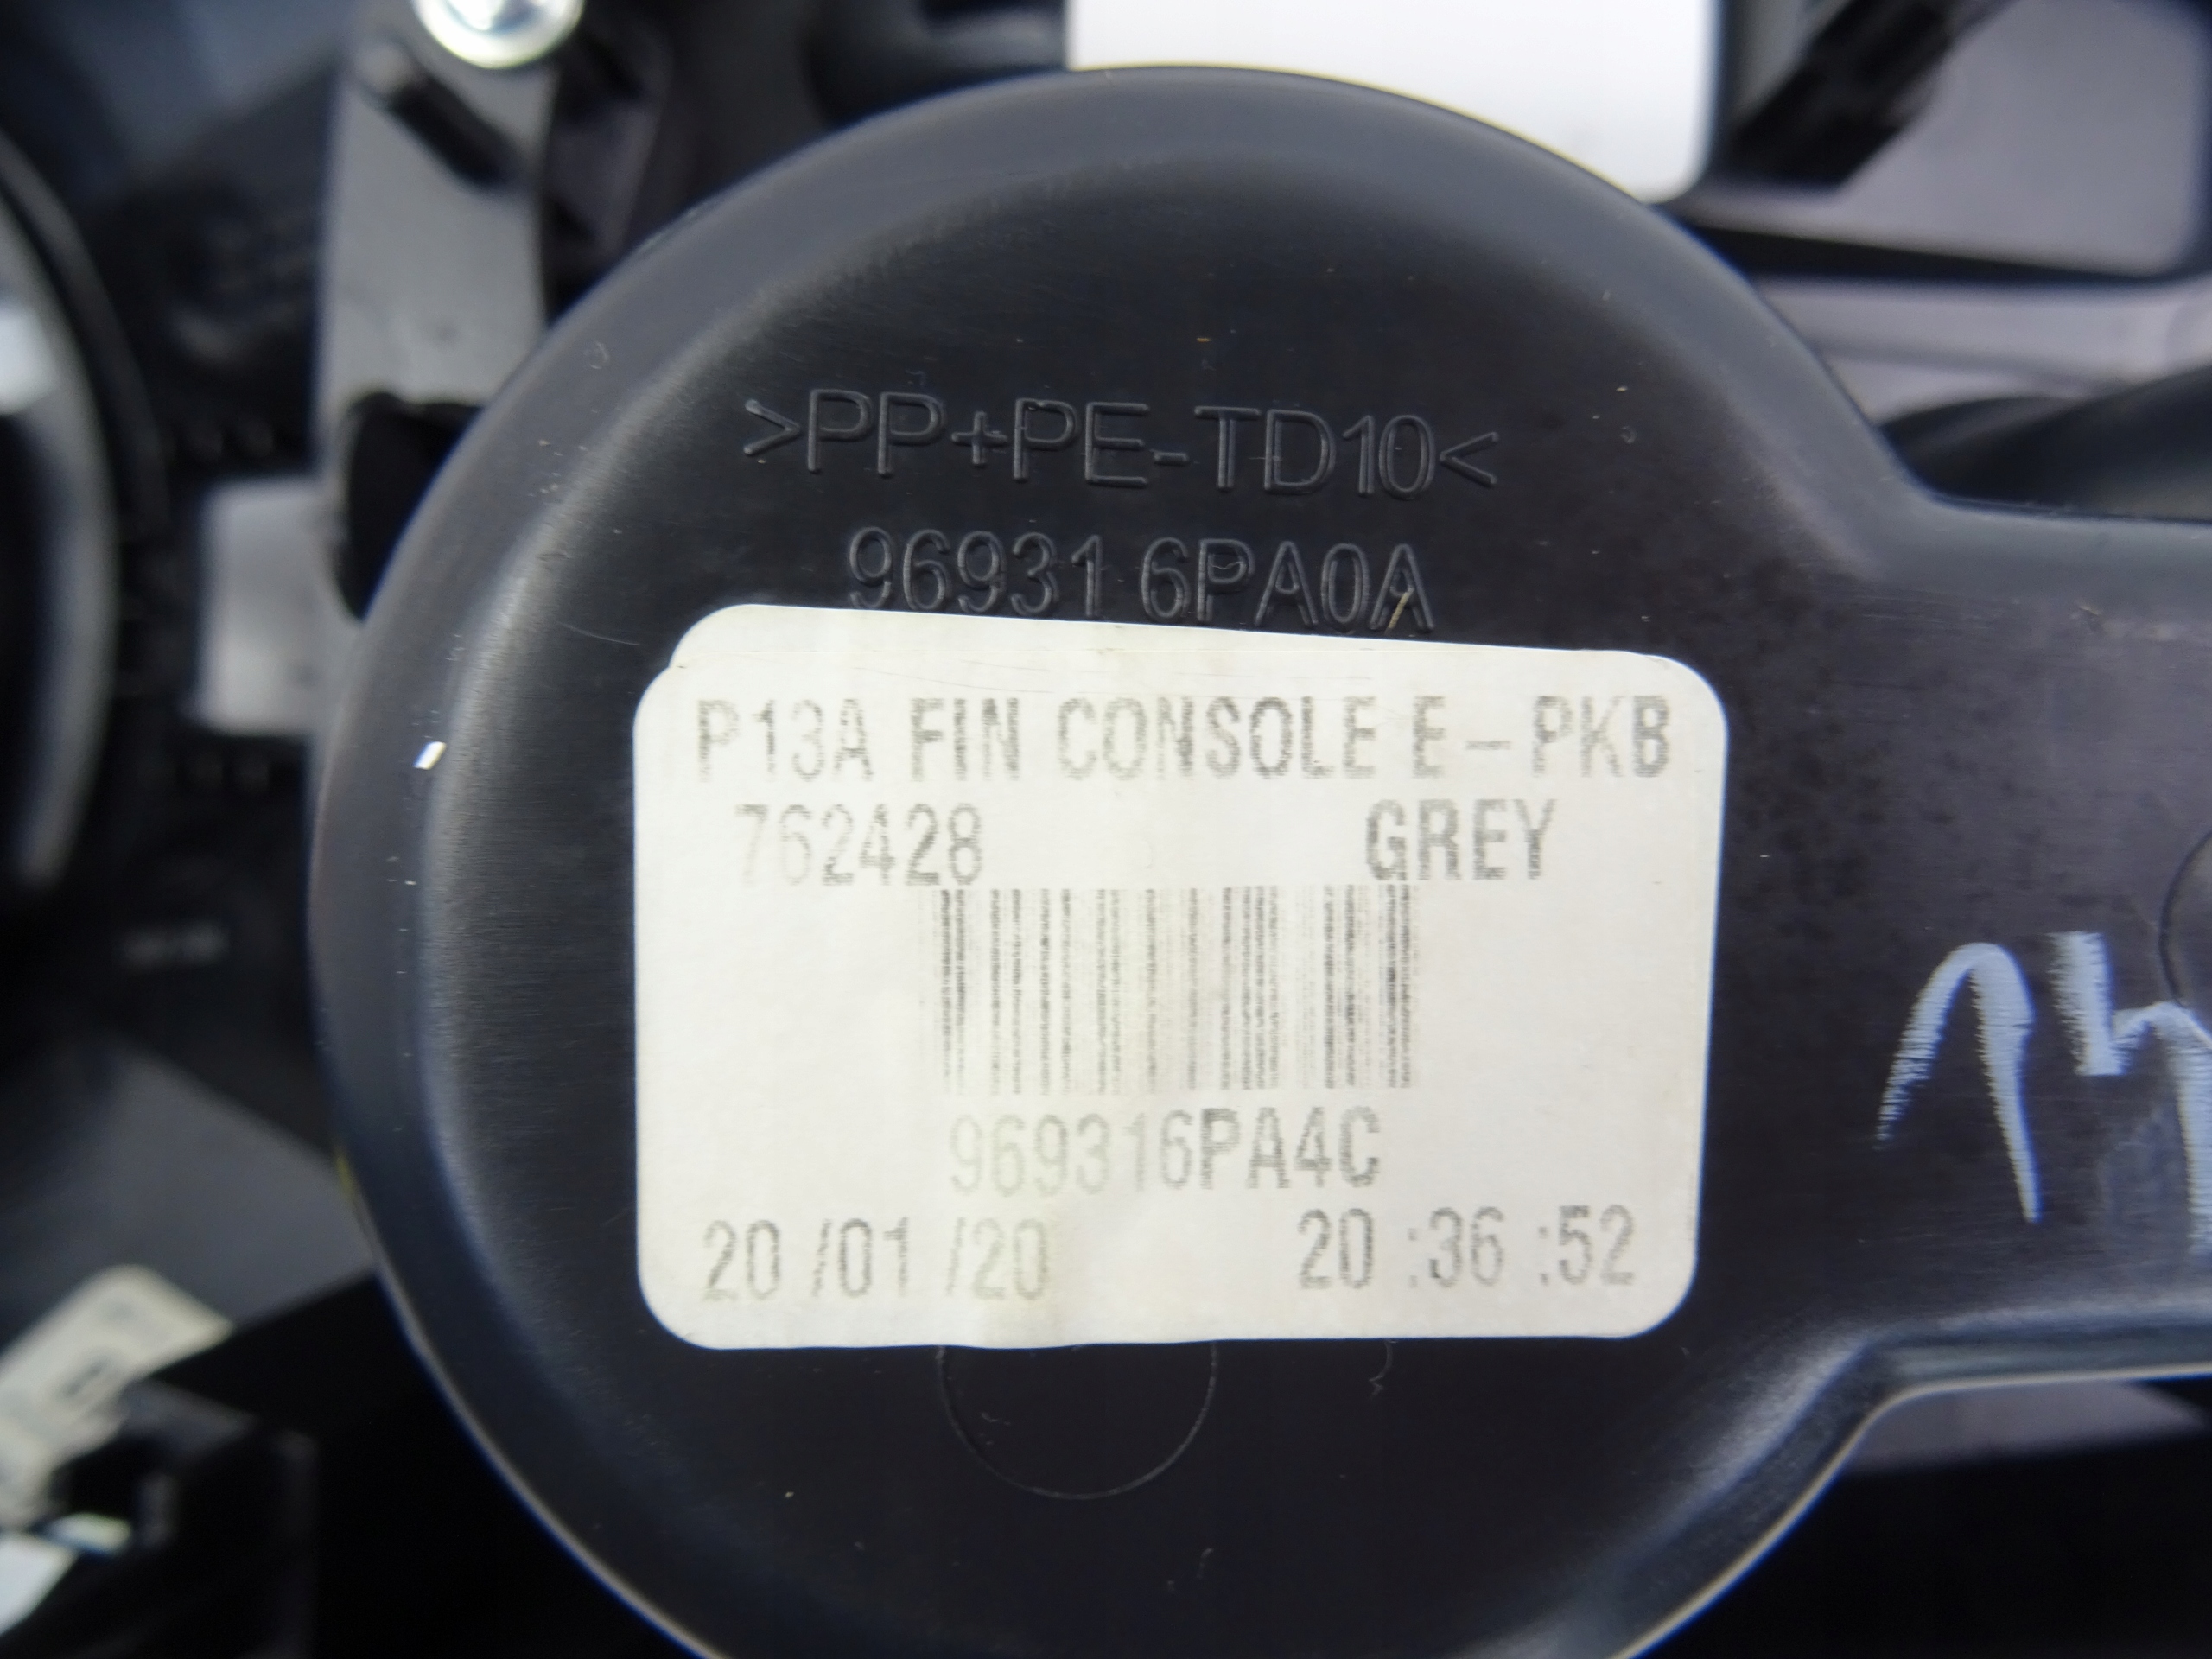 >PP+PE-TD10<
96931 6PA0A
P13A FIN CONSOLE E-PKB
762428 GREY
969316PA4C
20 /01 /20 20 :36 :52